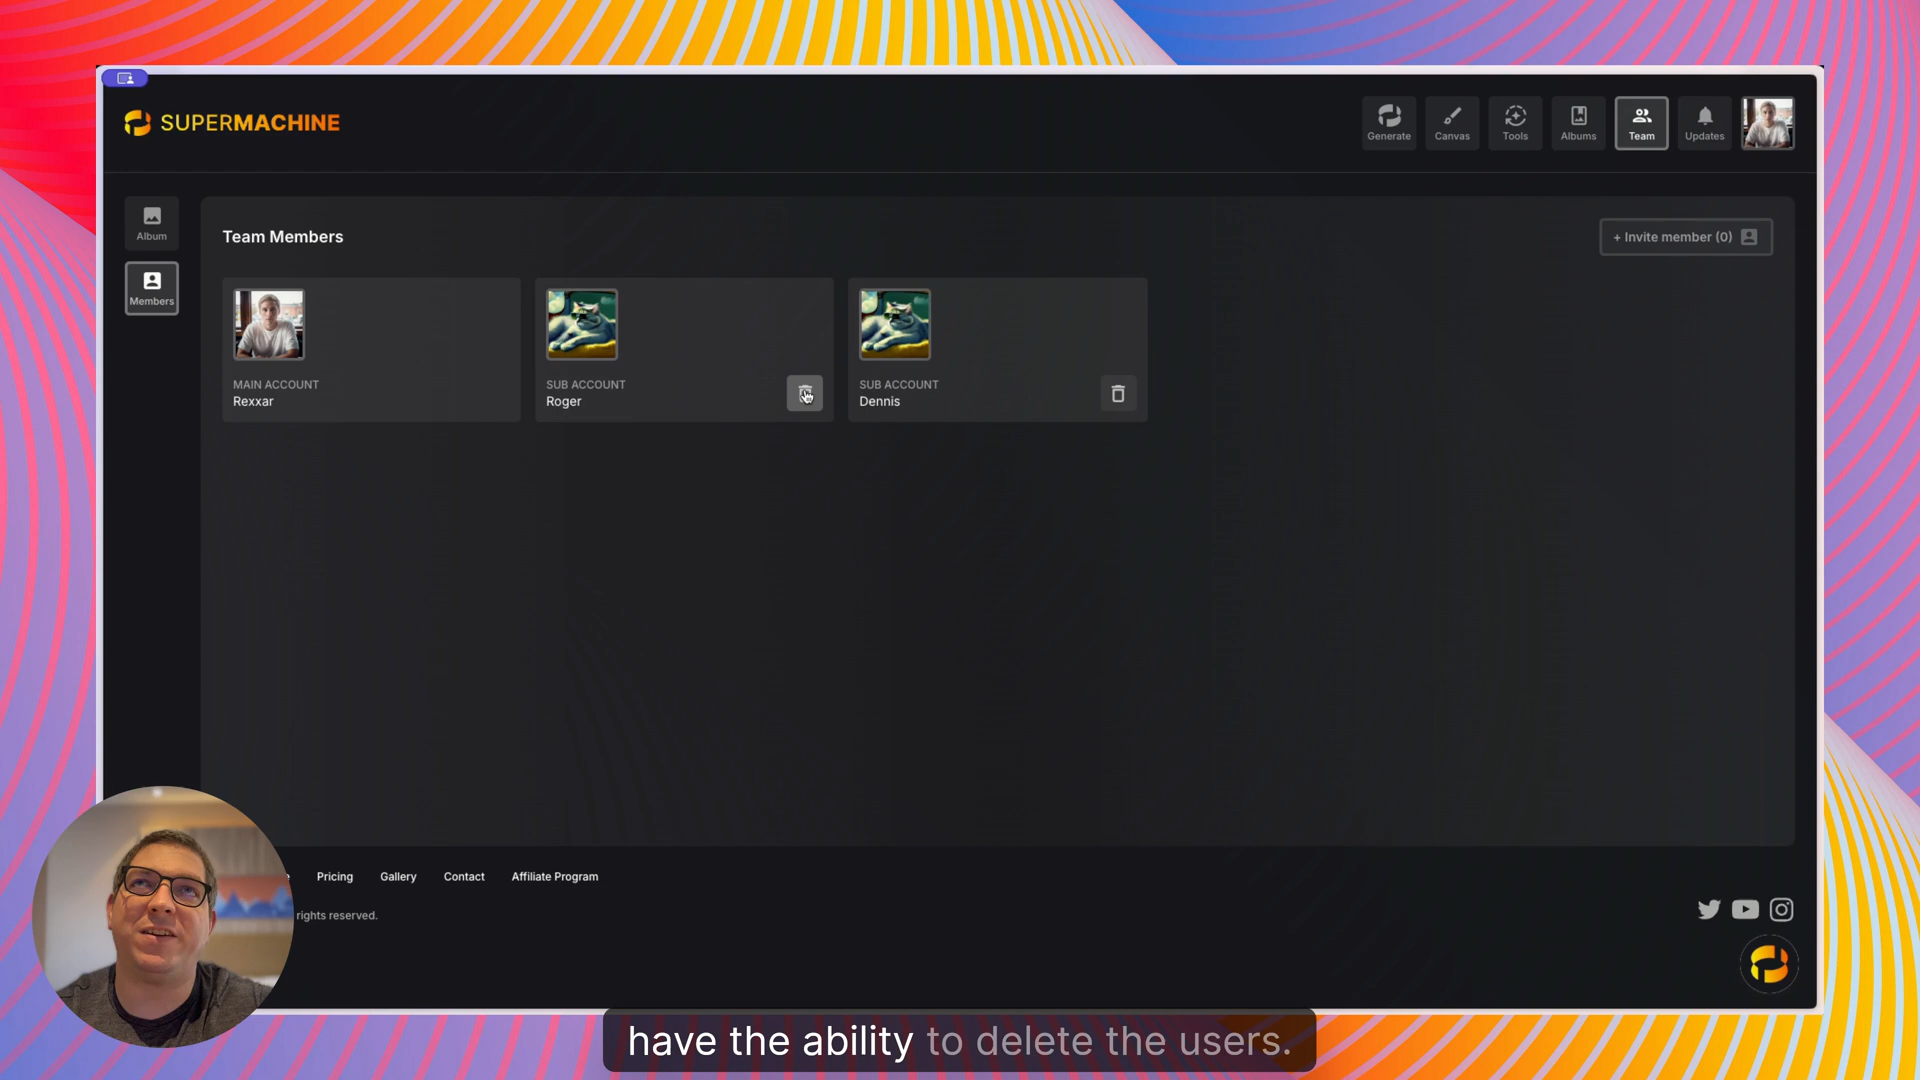 SUPERMACHINE
Generate
Canvas
Tools
Albums
Team
Updates
Album
Members
Team Members
+ Invite member (0)
MAIN ACCOUNT
Rexxar
SUB ACCOUNT
Roger
SUB ACCOUNT
Dennis
Pricing
Gallery
Contact
Affiliate Program
rights reserved.
have the ability to delete the users.